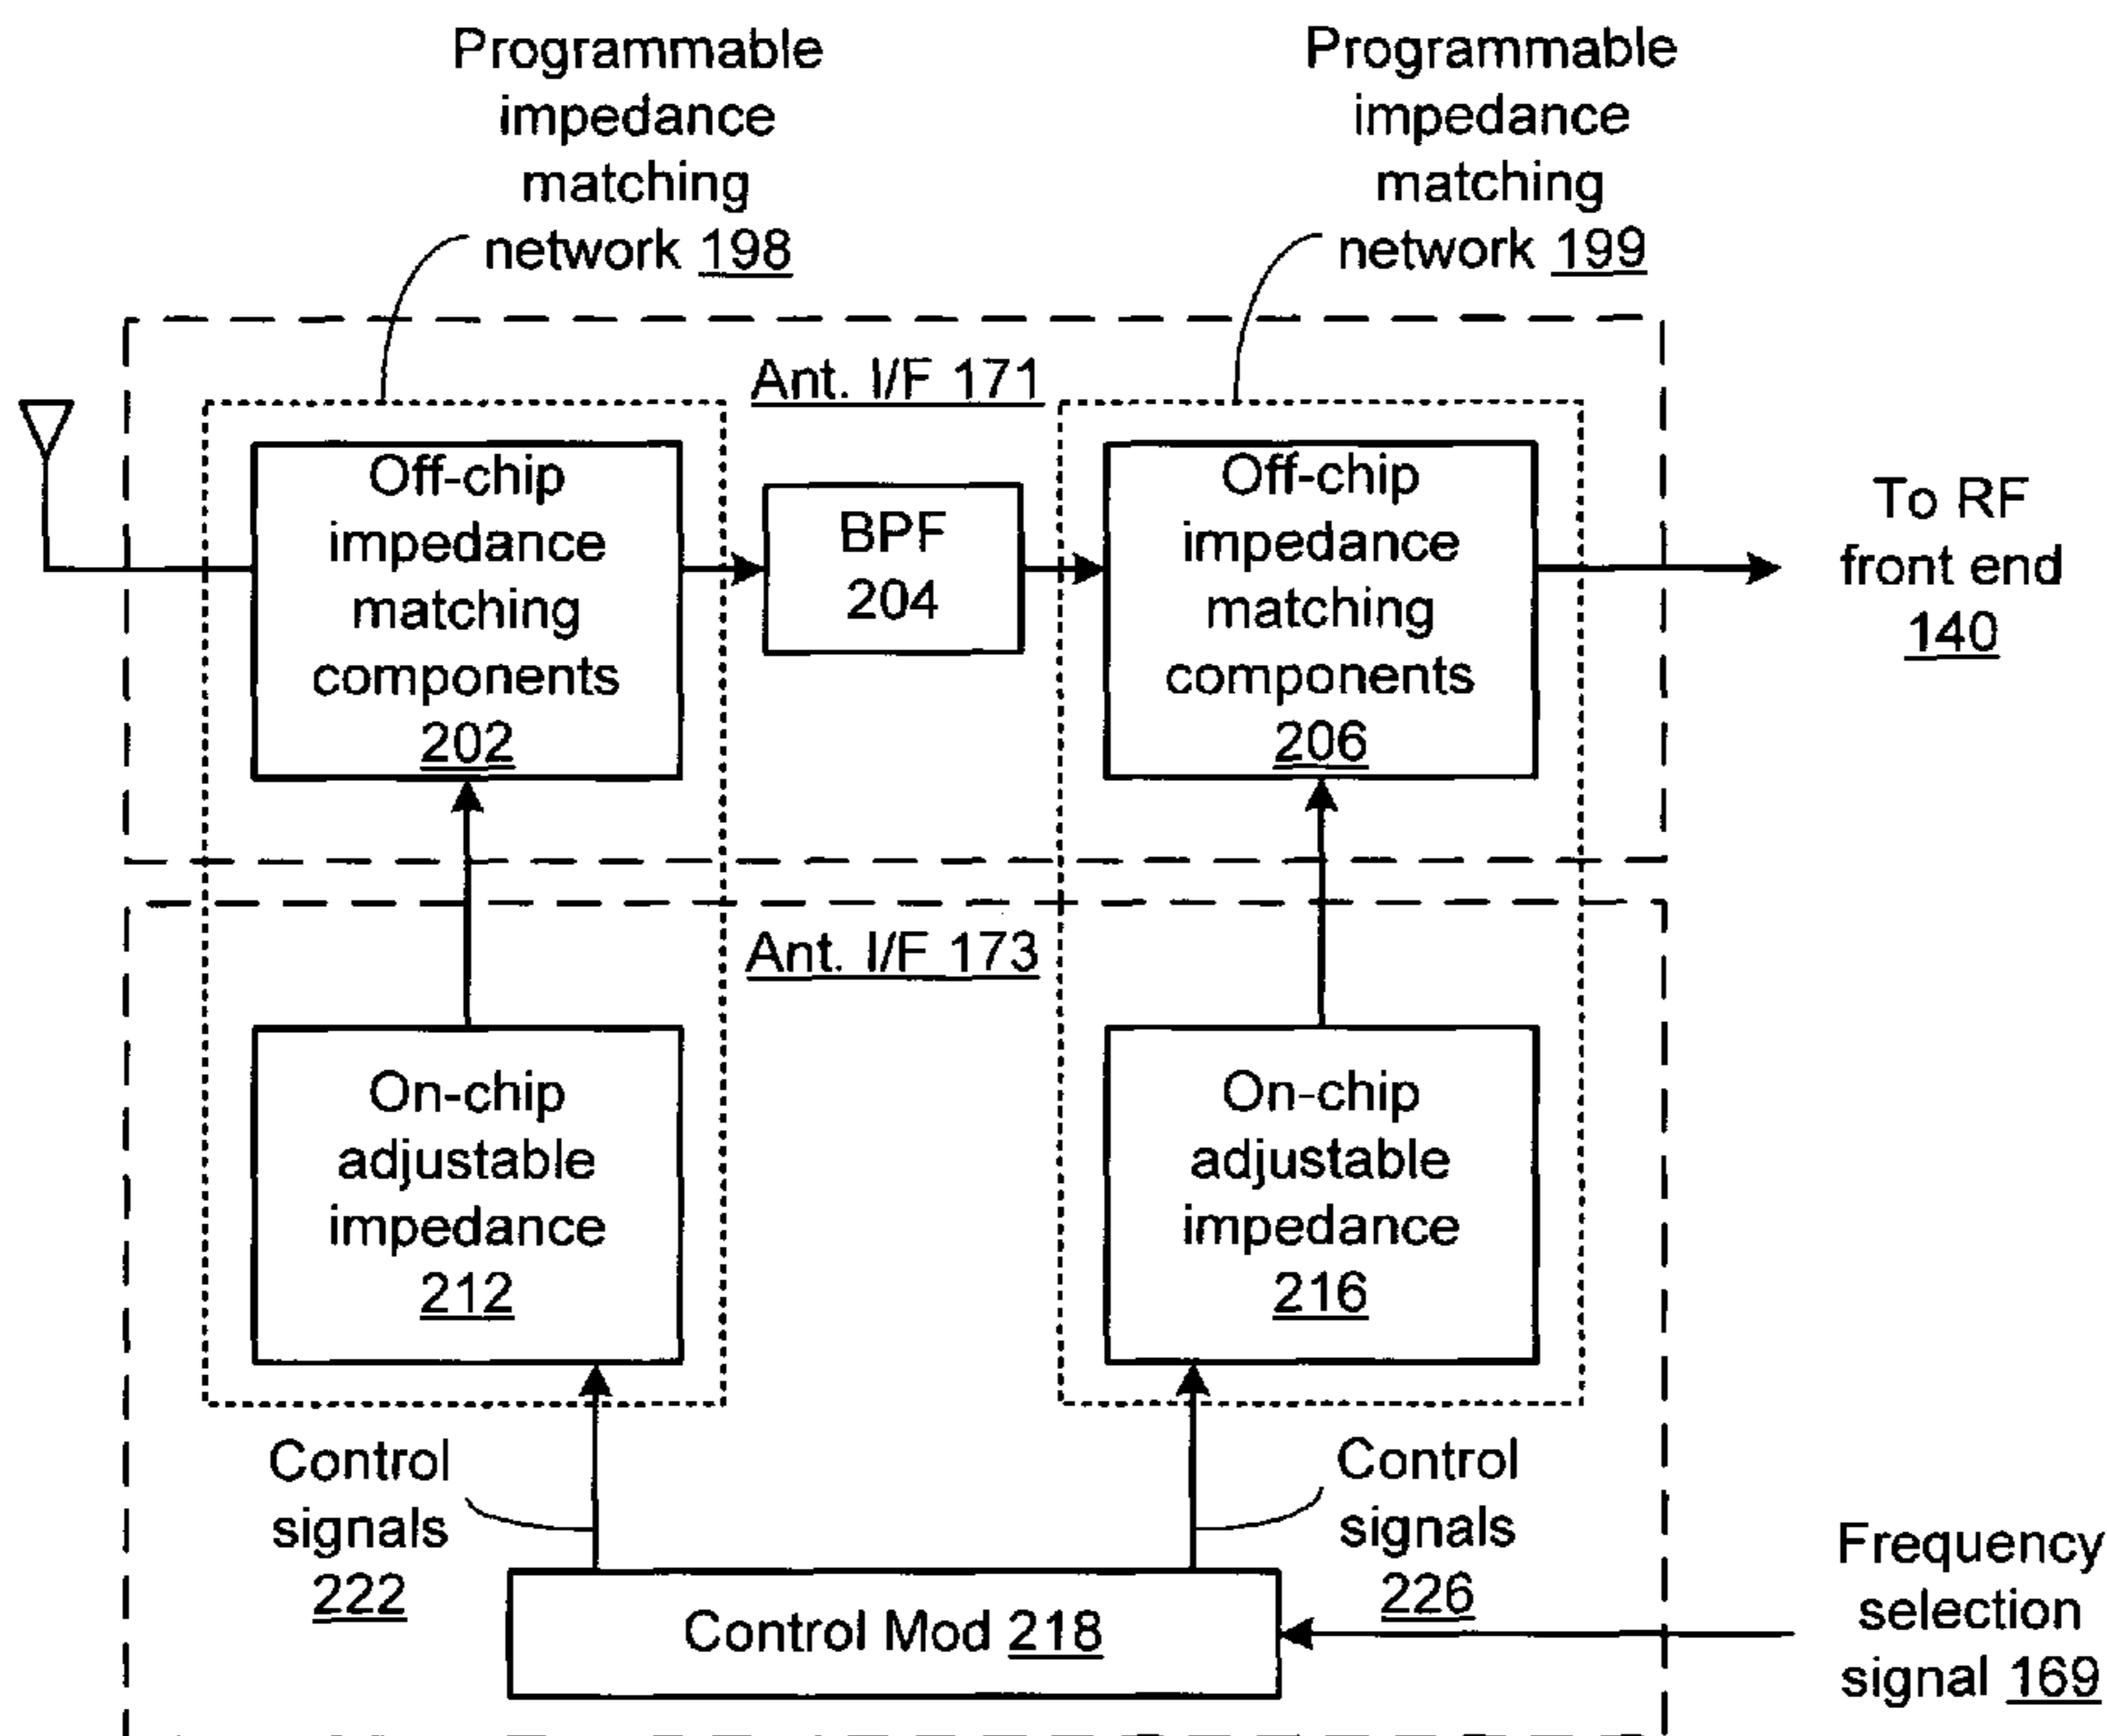 Programmable
impedance
matching
network 198
Programmable
impedance
matching
network 199
Ant. I/F 171
Off-chip
impedance
matching
components
202
BPF
204
Off-chip
impedance
matching
components
206
To RF
front end
140
Ant. I/F 173
On-chip
adjustable
impedance
212
On-chip
adjustable
impedance
216
Control
signals
222
Control
signals
226
Control Mod 218
Frequency
selection
signal 169